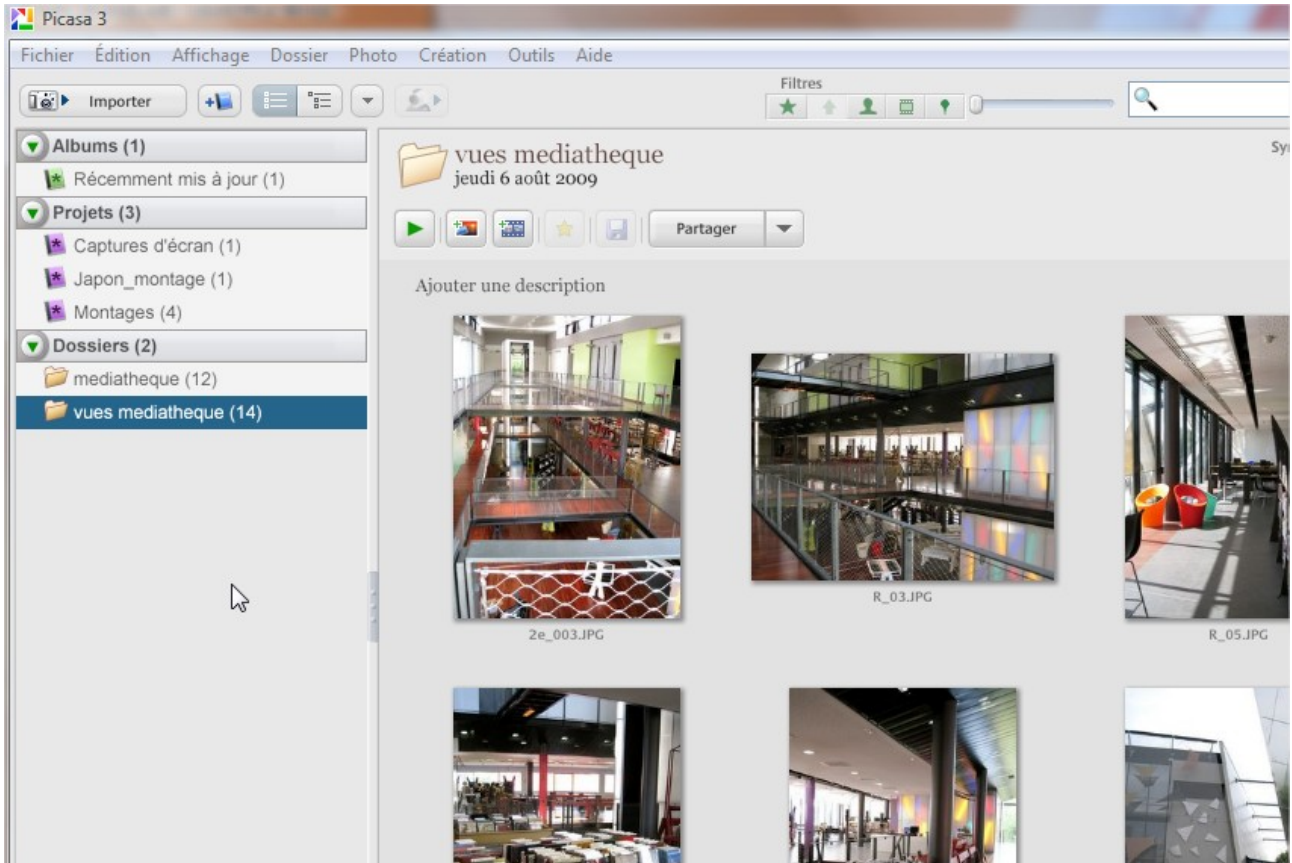 Picasa 3
Fichier Édition Affichage Dossier Photo Création Outils Aide
Importer
Filtres
Albums (1)
Récemment mis à jour (1)
Projets (3)
Captures d'écran (1)
Japon_montage (1)
Montages (4)
Dossiers (2)
mediatheque (12)
vues mediatheque (14)
vues mediatheque
jeudi 6 août 2009
Partager
Ajouter une description
2e_003.JPG
R_03.JPG
R_05.JPG